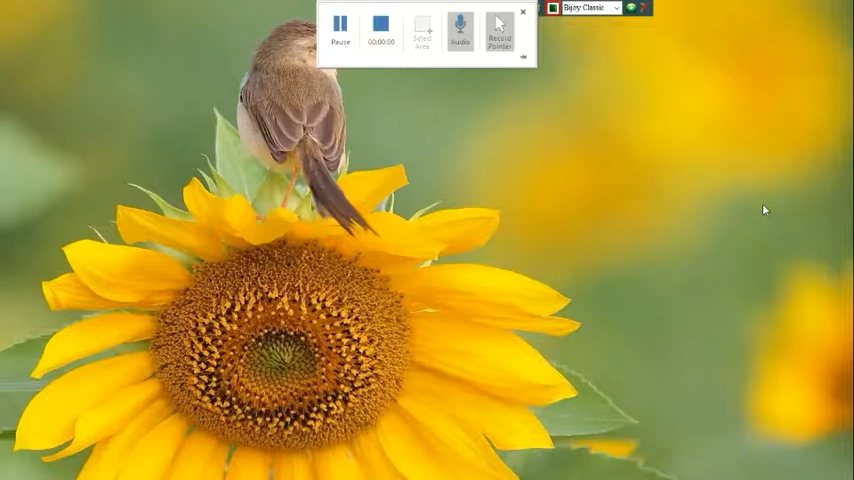 Bijoy Classic
Pause
00:00:00
Select
Area
Audio
Record
Pointer